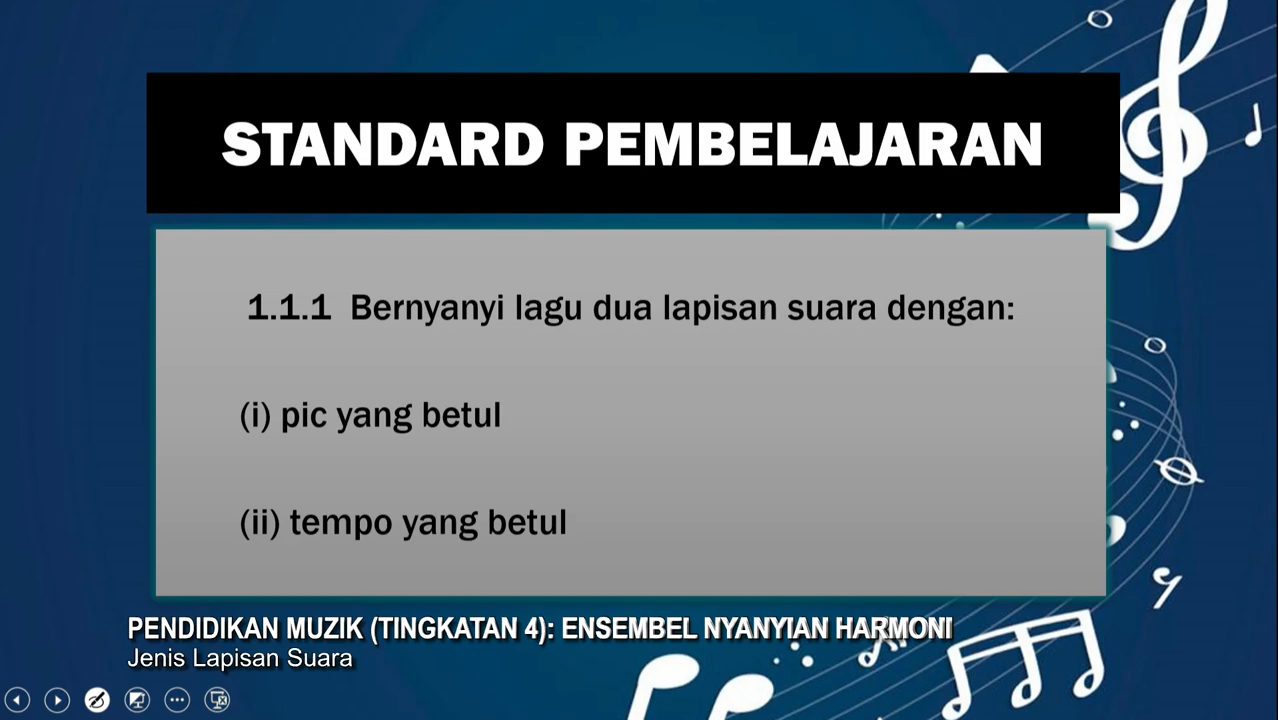 STANDARD PEMBELAJARAN
1.1.1 Bernyanyi lagu dua lapisan suara dengan:
(i) pic yang betul
(ii) tempo yang betul
PENDIDIKAN MUZIK (TINGKATAN 4): ENSEMBEL NYANYIAN HARMONI
Jenis Lapisan Suara